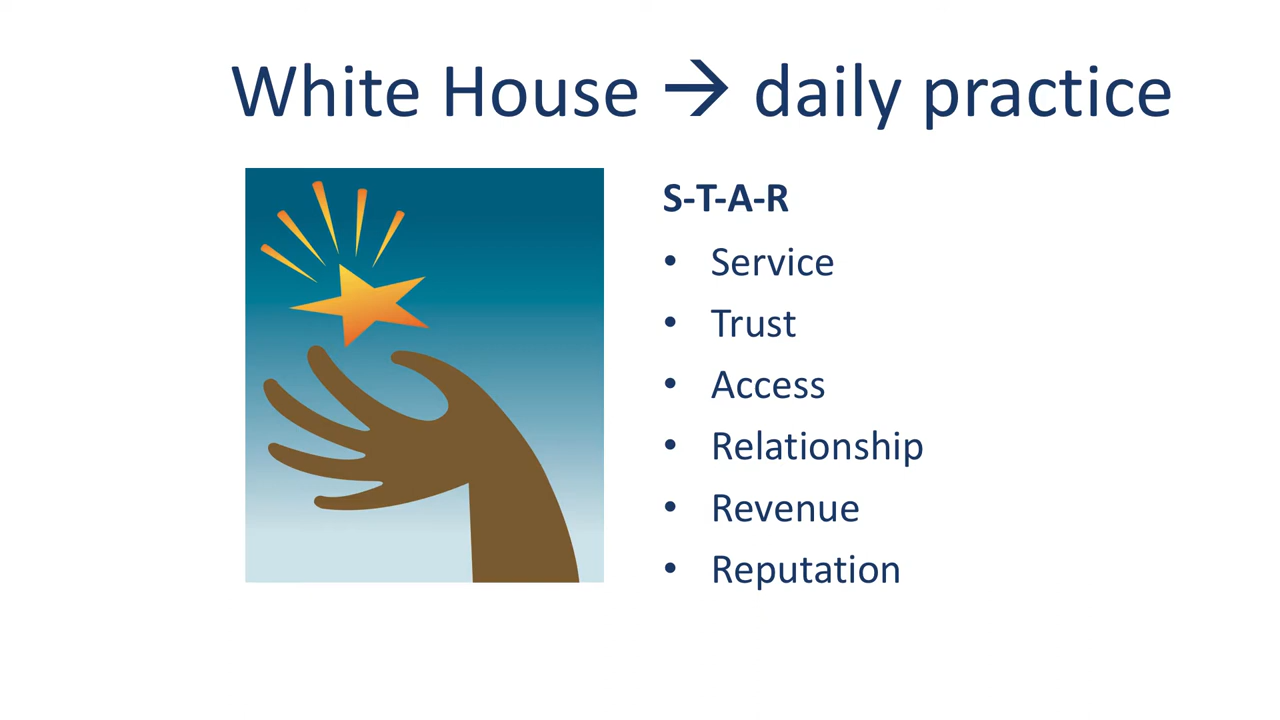 White House → daily practice
S-T-A-R
• Service
• Trust
• Access
• Relationship
• Revenue
• Reputation